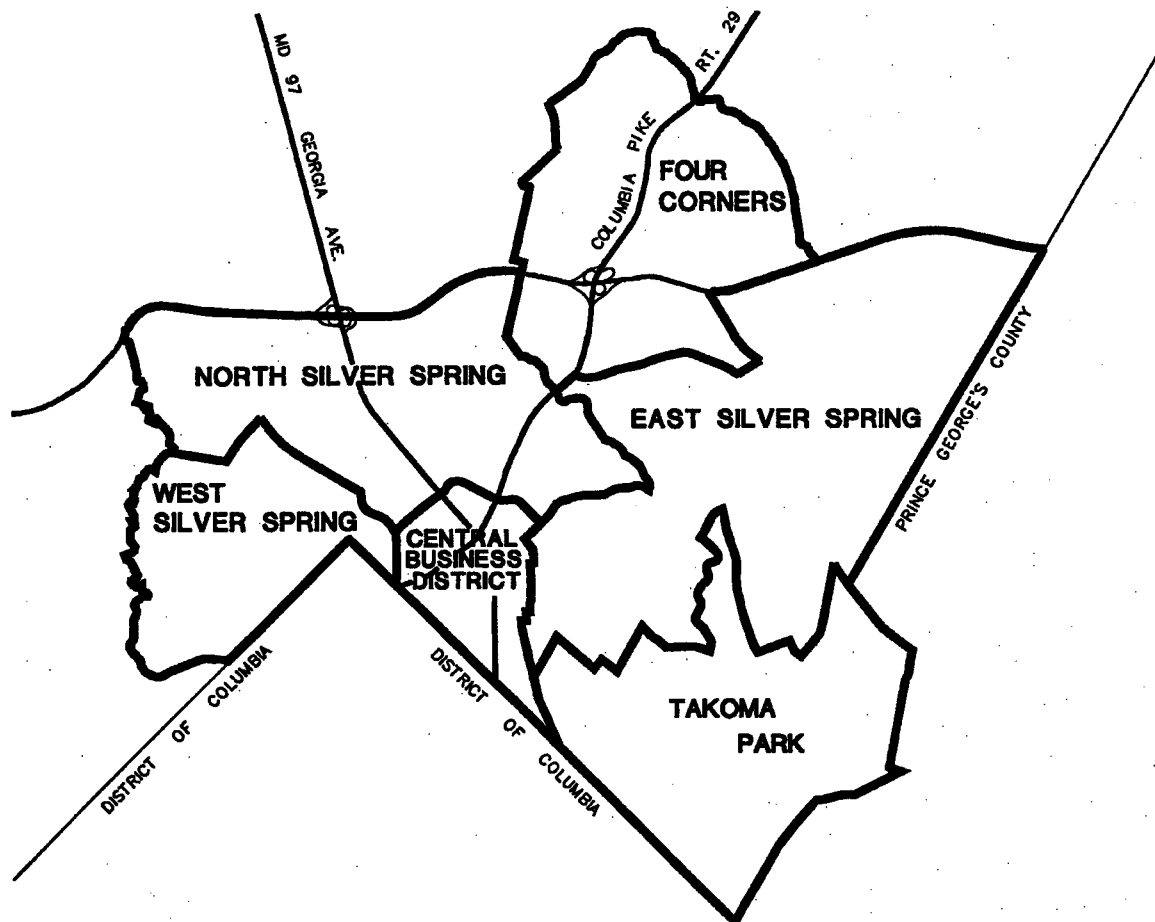 MD 97 GEORGIA AVE.
RT. 29
COLUMBIA PIKE
FOUR
CORNERS
NORTH SILVER SPRING
EAST SILVER SPRING
PRINCE GEORGE'S COUNTY
WEST
SILVER SPRING
CENTRAL
BUSINESS
DISTRICT
DISTRICT OF COLUMBIA
DISTRICT OF COLUMBIA
TAKOMA
PARK